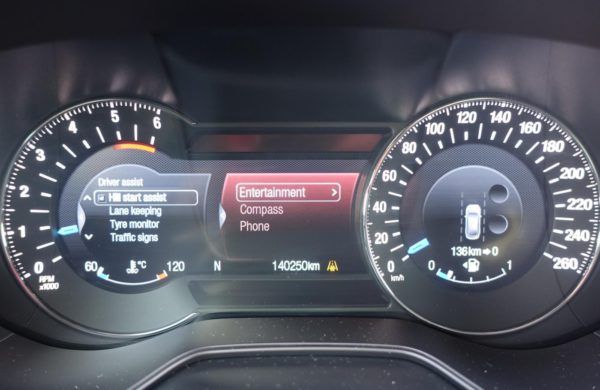 0 1 2 3 4 5 6
RPM
x1000
Driver assist
Hill start assist
Lane keeping
Tyre monitor
Traffic signs
60 °C 120
Entertainment >
Compass
Phone
N 140250km
0 20 40 60 80 100 120 140 160 180 200 220 240 260
km/h
136km→0
0 1